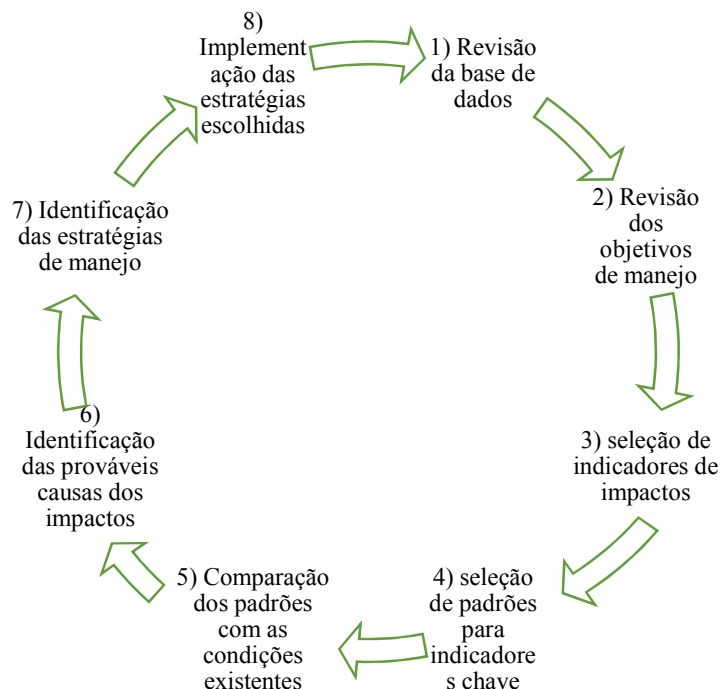 1) Revisão
da base de
dados
2) Revisão
dos
objetivos
de manejo
3) seleção de
indicadores de
impactos
4) seleção
de padrões
para
indicadore
s chave
5) Comparação
dos padrões
com as
condições
existentes
6)
Identificação
das prováveis
causas dos
impactos
7) Identificação
das estratégias
de manejo
8)
Implement
ação das
estratégias
escolhidas